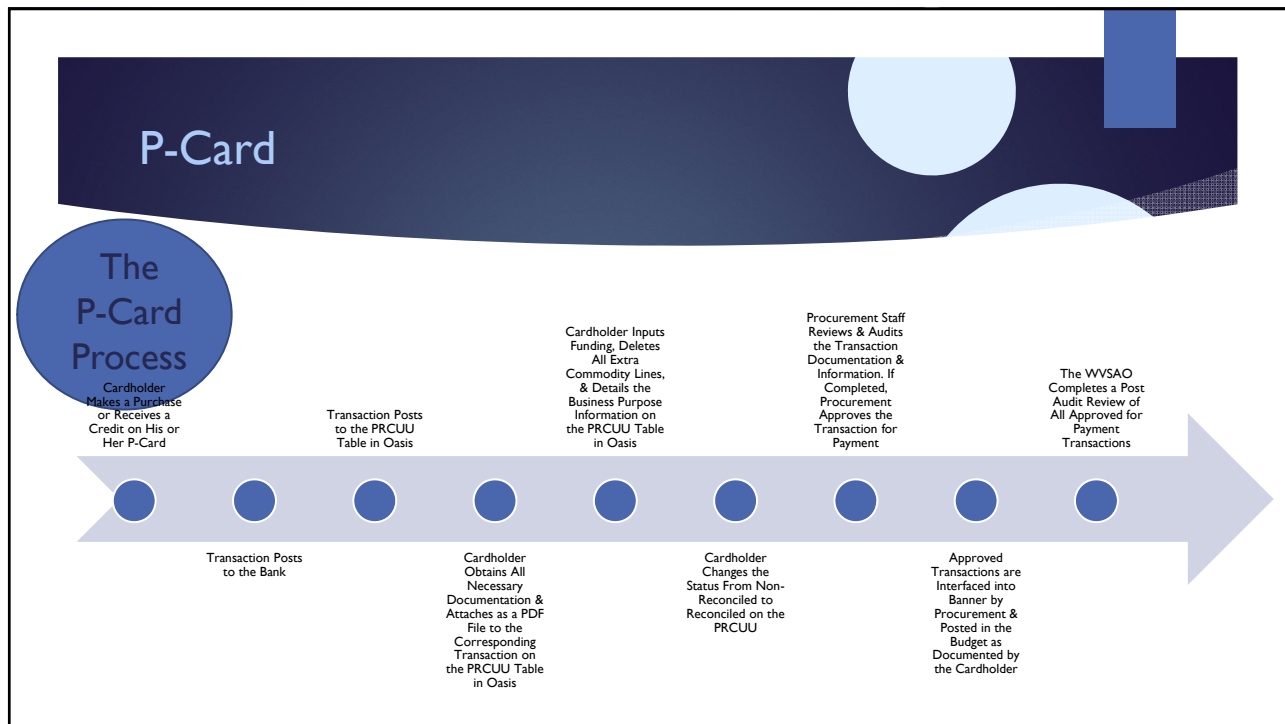 P-Card
The
P-Card
Process
Cardholder
Makes a Purchase
or Receives a
Credit on His or
Her P-Card
Transaction Posts
to the Bank
Transaction Posts
to the PRCUU
Table in Oasis
Cardholder
Obtains All
Necessary
Documentation &
Attaches as a PDF
File to the
Corresponding
Transaction on
the PRCUU Table
in Oasis
Cardholder Inputs
Funding, Deletes
All Extra
Commodity Lines,
& Details the
Business Purpose
Information on
the PRCUU Table
in Oasis
Cardholder
Changes the
Status From Non-
Reconciled to
Reconciled on the
PRCUU
Procurement Staff
Reviews & Audits
the Transaction
Documentation &
Information. If
Completed,
Procurement
Approves the
Transaction for
Payment
Approved
Transactions are
Interfaced into
Banner by
Procurement &
Posted in the
Budget as
Documented by
the Cardholder
The WVSAO
Completes a Post
Audit Review of
All Approved for
Payment
Transactions